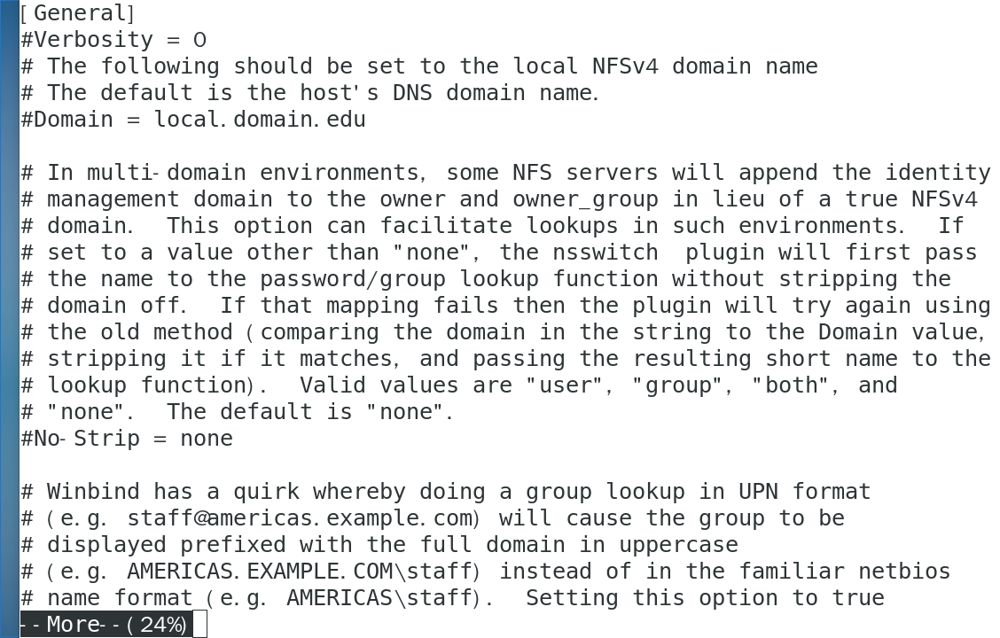 [General]
#Verbosity = 0
# The following should be set to the local NFSv4 domain name
# The default is the host's DNS domain name.
#Domain = local.domain.edu

# In multi-domain environments, some NFS servers will append the identity
# management domain to the owner and owner_group in lieu of a true NFSv4
# domain.  This option can facilitate lookups in such environments.  If
# set to a value other than "none", the nsswitch  plugin will first pass
# the name to the password/group lookup function without stripping the
# domain off.  If that mapping fails then the plugin will try again using
# the old method (comparing the domain in the string to the Domain value,
# stripping it if it matches, and passing the resulting short name to the
# lookup function).  Valid values are "user", "group", "both", and
# "none".  The default is "none".
#No-Strip = none

# Winbind has a quirk whereby doing a group lookup in UPN format
# (e.g. staff@americas.example.com) will cause the group to be
# displayed prefixed with the full domain in uppercase
# (e.g. AMERICAS.EXAMPLE.COM\staff) instead of in the familiar netbios
# name format (e.g. AMERICAS\staff).  Setting this option to true
--More--(24%)